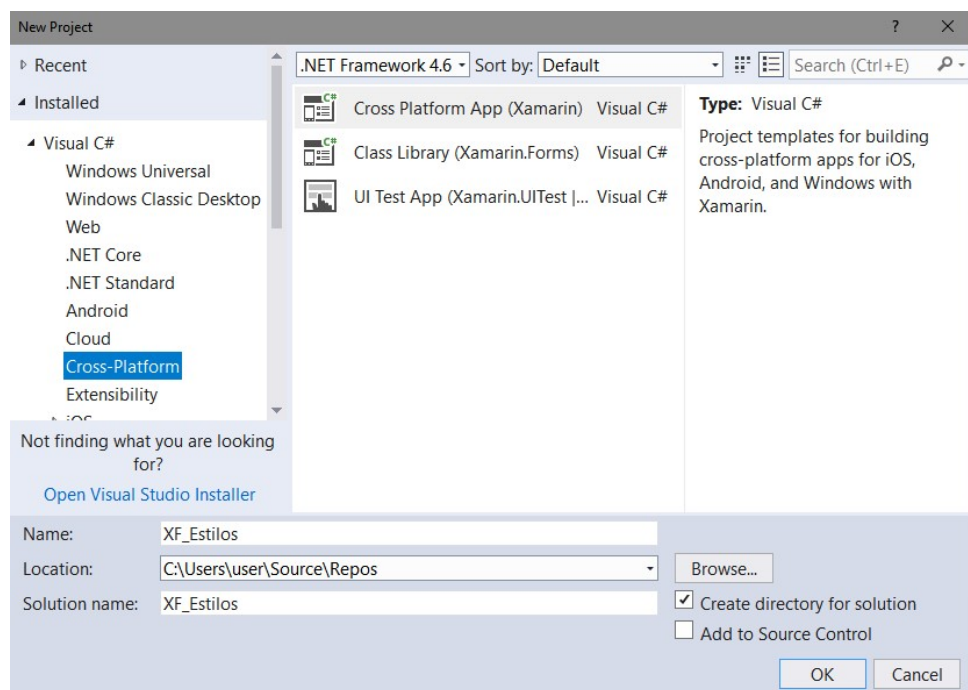 New Project ? ×
Recent
Installed
Visual C#
Windows Universal
Windows Classic Desktop
Web
.NET Core
.NET Standard
Android
Cloud
Cross-Platform
Extensibility
iOS
Not finding what you are looking
for?
Open Visual Studio Installer
.NET Framework 4.6 Sort by: Default Search (Ctrl+E)
C# Cross Platform App (Xamarin) Visual C#
C# Class Library (Xamarin.Forms) Visual C#
UI Test App (Xamarin.UITest |... Visual C#
Type: Visual C#
Project templates for building
cross-platform apps for iOS,
Android, and Windows with
Xamarin.
Name: XF_Estilos
Location: C:\Users\user\Source\Repos Browse...
Solution name: XF_Estilos
Create directory for solution
Add to Source Control
OK Cancel